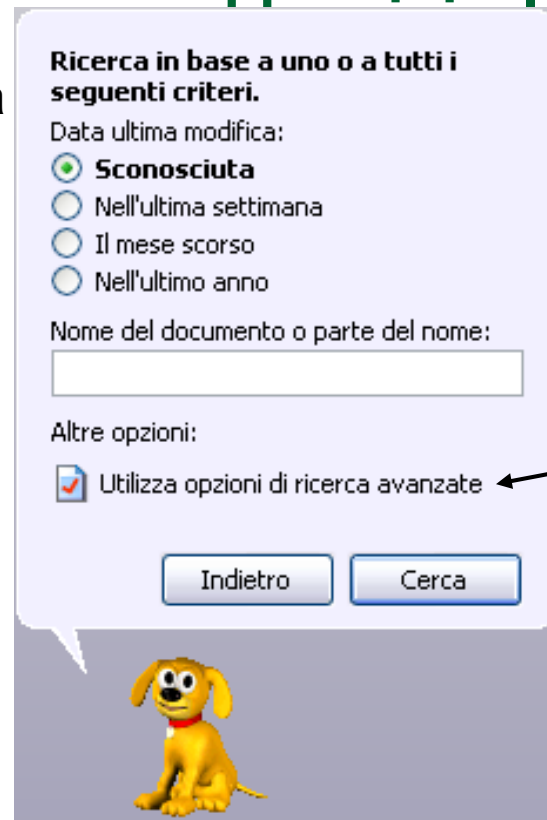 Ricerca in base a uno o a tutti i
seguenti criteri.
Data ultima modifica:
Sconosciuta
Nell'ultima settimana
Il mese scorso
Nell'ultimo anno
Nome del documento o parte del nome:
Altre opzioni:
Utilizza opzioni di ricerca avanzate
Indietro Cerca